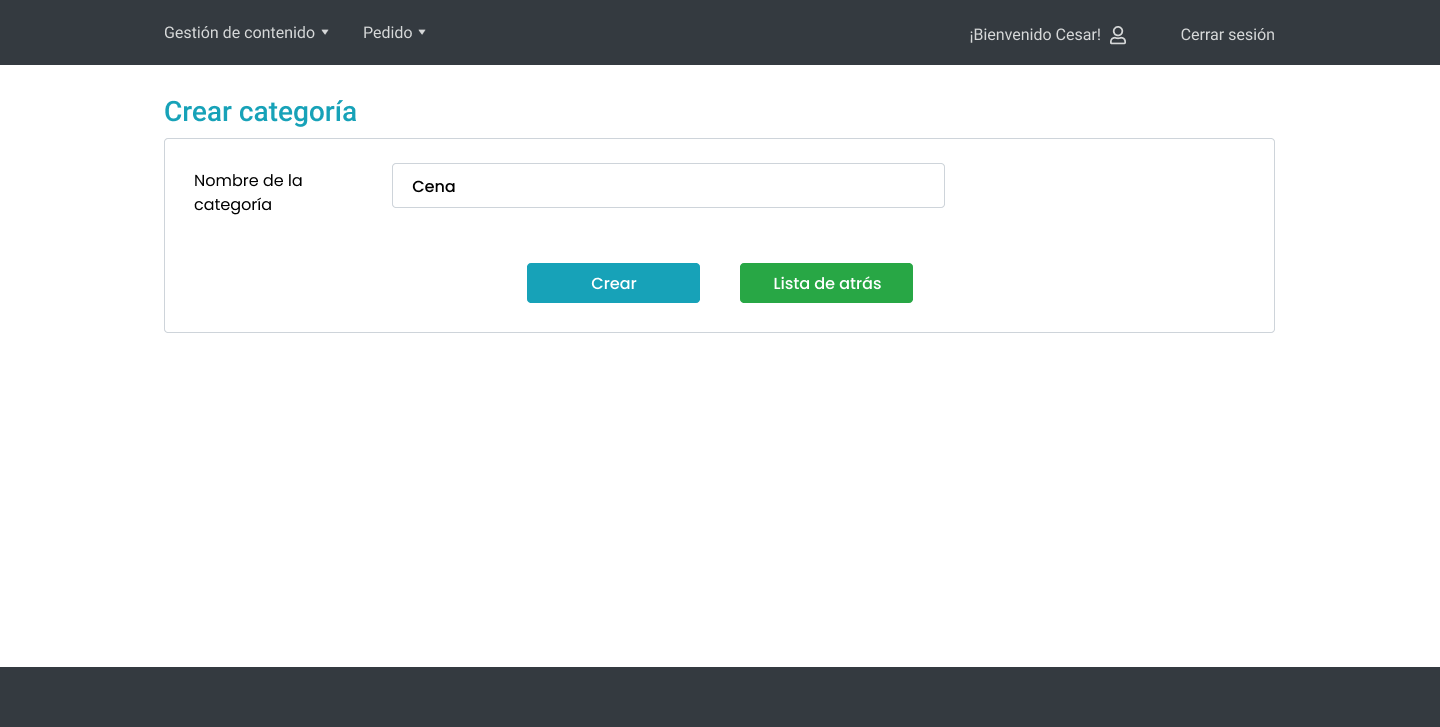 Gestión de contenido Pedido ¡Bienvenido Cesar! Cerrar sesión
Crear categoría
Nombre de la
categoría
Cena
Crear Lista de atrás